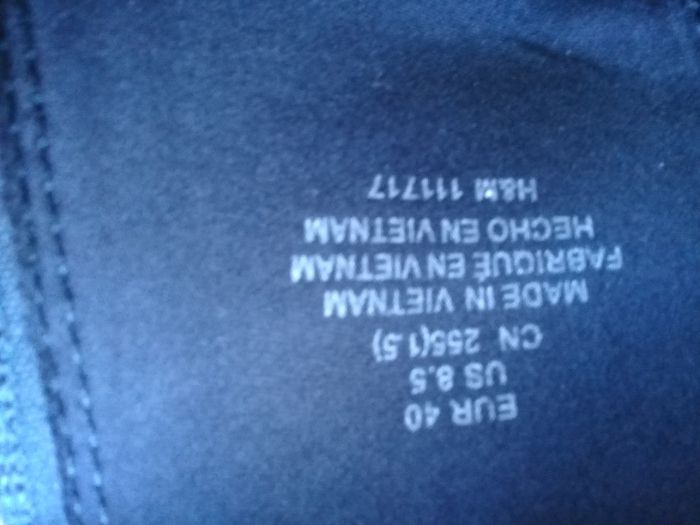 EUR 40
US 8.5
CN 255(1.5)
MADE IN VIETNAM
FABRIQUÉ EN VIETNAM
HECHO EN VIETNAM
H&M 111717